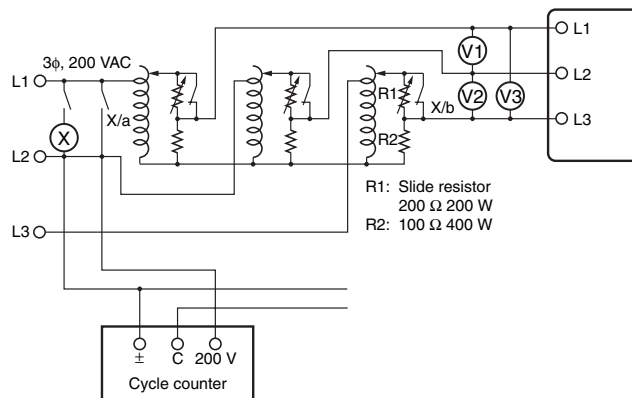 3ϕ, 200 VAC
L1
L2
L3
X
X/a
R1
R2
X/b
V1
V2
V3
L1
L2
L3
R1: Slide resistor
200 Ω 200 W
R2: 100 Ω 400 W
± C 200 V
Cycle counter